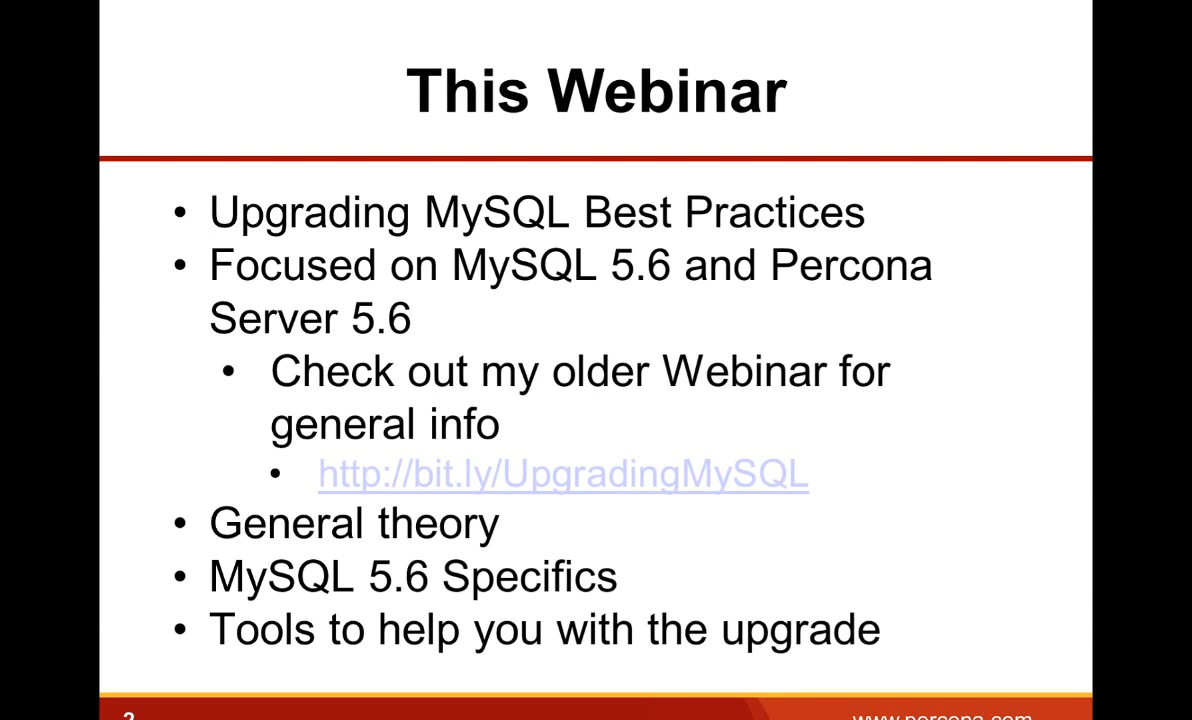 This Webinar
• Upgrading MySQL Best Practices
• Focused on MySQL 5.6 and Percona
Server 5.6
• Check out my older Webinar for
general info
• http://bit.ly/UpgradingMySQL
• General theory
• MySQL 5.6 Specifics
• Tools to help you with the upgrade
2
www.percona.com